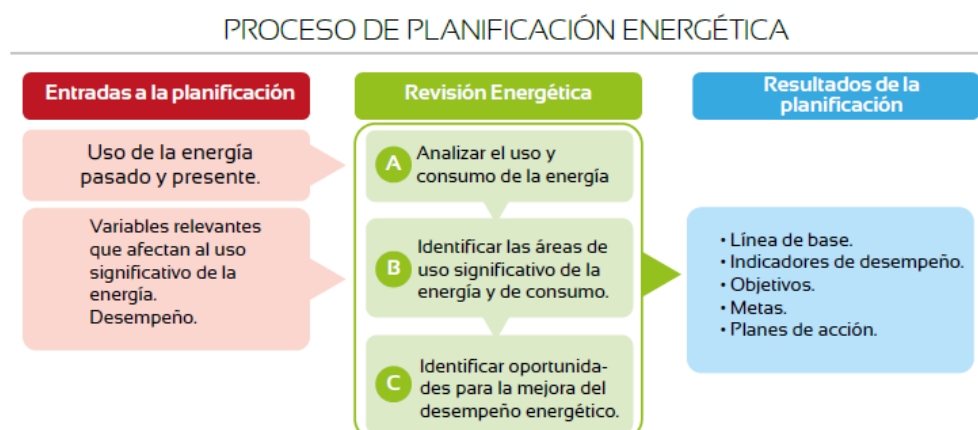 PROCESO DE PLANIFICACIÓN ENERGÉTICA
Entradas a la planificación
Uso de la energía
pasado y presente.
Variables relevantes
que afectan al uso
significativo de la
energía.
Desempeño.
Revisión Energética
A
Analizar el uso y
consumo de la energía
B
Identificar las áreas de
uso significativo de la
energía y de consumo.
C
Identificar oportunida-
des para la mejora del
desempeño energético.
Resultados de la
planificación
• Línea de base.
• Indicadores de desempeño.
• Objetivos.
• Metas.
• Planes de acción.